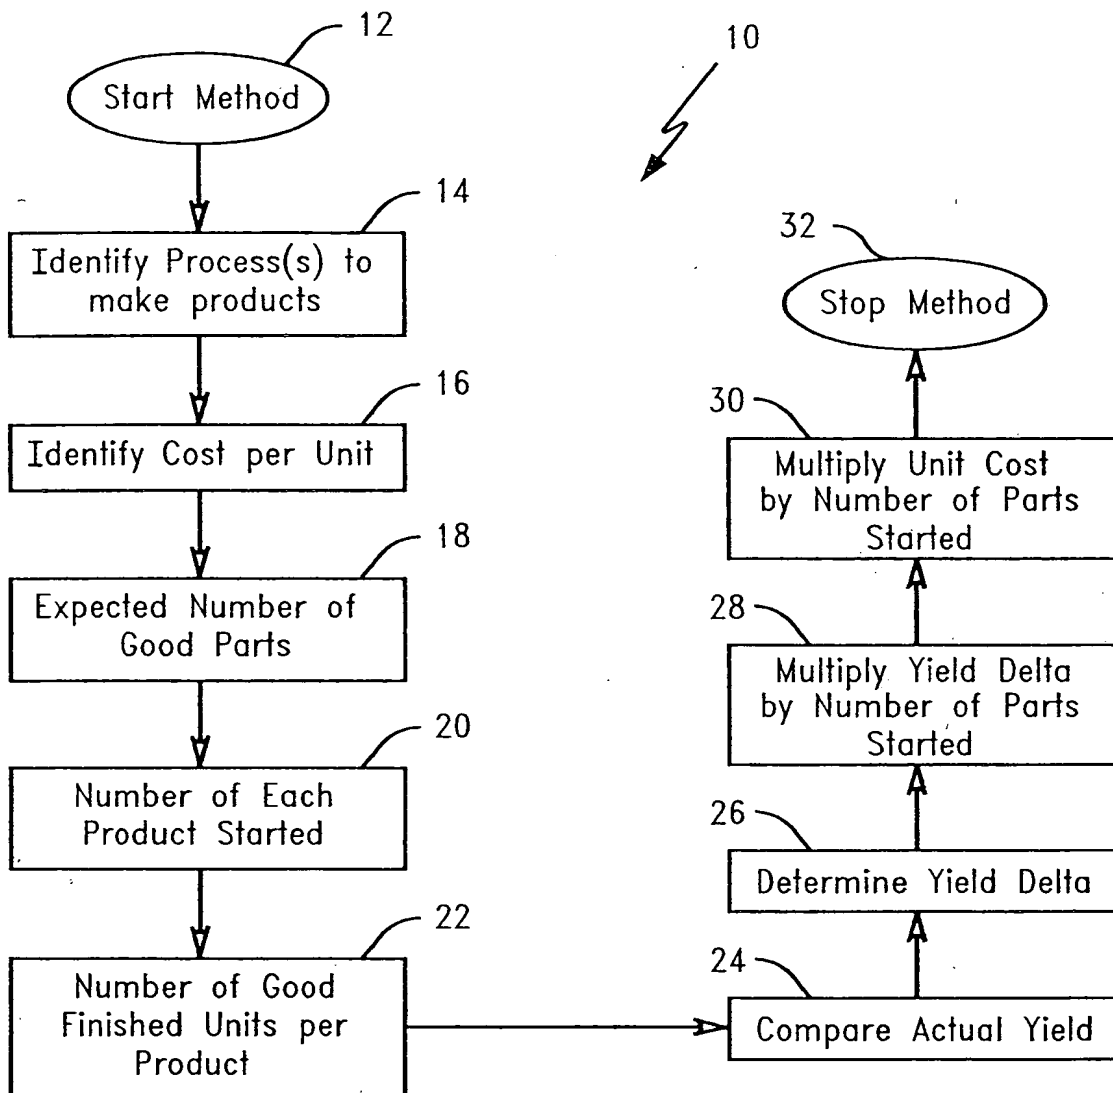 12
Start Method
10
14
Identify Process(s) to
make products
16
Identify Cost per Unit
18
Expected Number of
Good Parts
20
Number of Each
Product Started
22
Number of Good
Finished Units per
Product
24
Compare Actual Yield
26
Determine Yield Delta
28
Multiply Yield Delta
by Number of Parts
Started
30
Multiply Unit Cost
by Number of Parts
Started
32
Stop Method